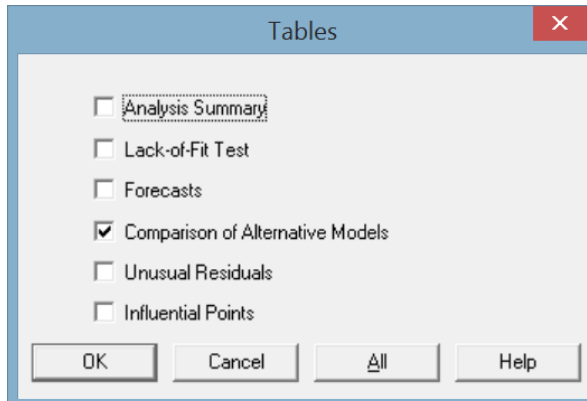 Tables
Analysis Summary
Lack-of-Fit Test
Forecasts
Comparison of Alternative Models
Unusual Residuals
Influential Points
OK Cancel All Help